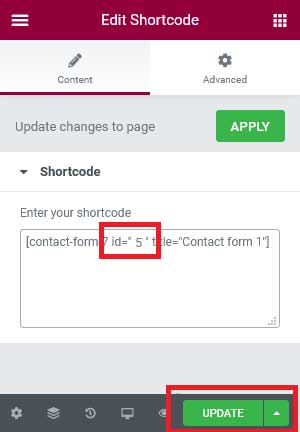 Edit Shortcode
Content
Advanced
Update changes to page
APPLY
Shortcode
Enter your shortcode
[contact-form-7 id=" 5 " title="Contact form 1"]
UPDATE